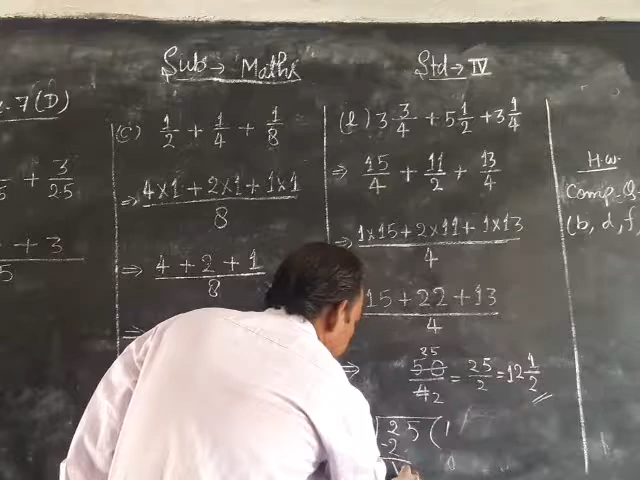 Sub → Maths
Std → IV
7(D)
+ 3/25
+ 3
(C) 1/2 + 1/4 + 1/8
⇒ 4×1 + 2×1 + 1×1 / 8
⇒ 4 + 2 + 1 / 8
⇒
(l) 3 3/4 + 5 1/2 + 3 1/4
⇒ 15/4 + 11/2 + 13/4
⇒ 1×15 + 2×11 + 1×13 / 4
15 + 22 + 13 / 4
⇒ 50/4 = 25/2 = 12 1/2
25
2
25 (1
-2
H.W.
Comp. Q.
(b, d, f,